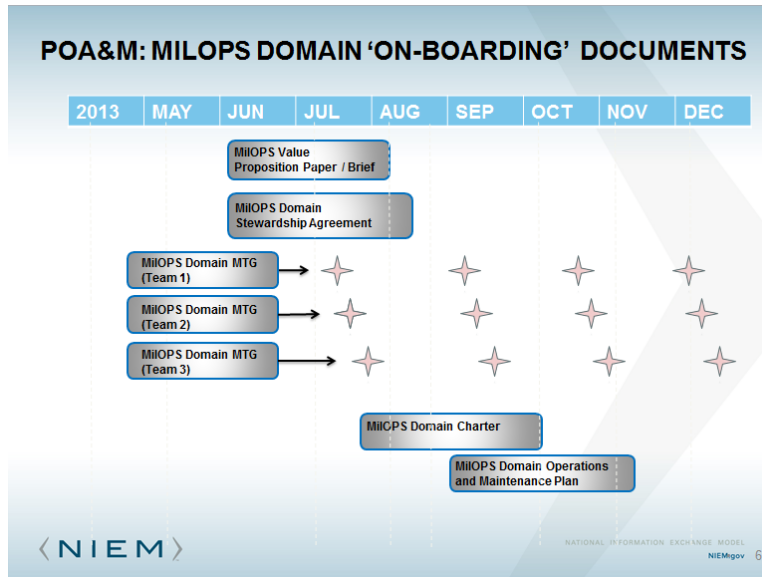 POA&M: MILOPS DOMAIN ‘ON-BOARDING’ DOCUMENTS
2013 MAY JUN JUL AUG SEP OCT NOV DEC
MilOPS Value
Proposition Paper / Brief
MilOPS Domain
Stewardship Agreement
MilOPS Domain MTG
(Team 1)
MilOPS Domain MTG
(Team 2)
MilOPS Domain MTG
(Team 3)
MilOPS Domain Charter
MilOPS Domain Operations
and Maintenance Plan
NIEM
NATIONAL INFORMATION EXCHANGE MODEL
NIEM.gov 6